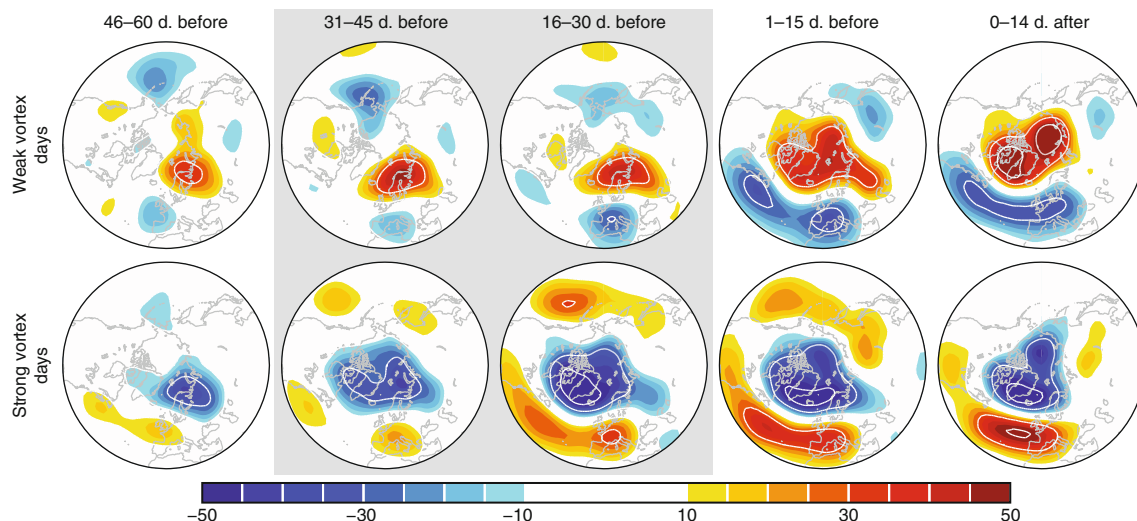 46–60 d. before 31–45 d. before 16–30 d. before 1–15 d. before 0–14 d. after
Weak vortex
days
Strong vortex
days
−50 −30 −10 10 30 50